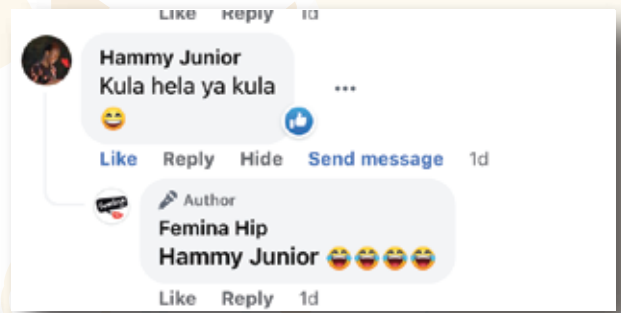 Like Reply 1d
Hammy Junior
Kula hela ya kula
😄
Like Reply Hide Send message 1d
Author
Femina Hip
Hammy Junior 😂😂😂😂
Like Reply 1d